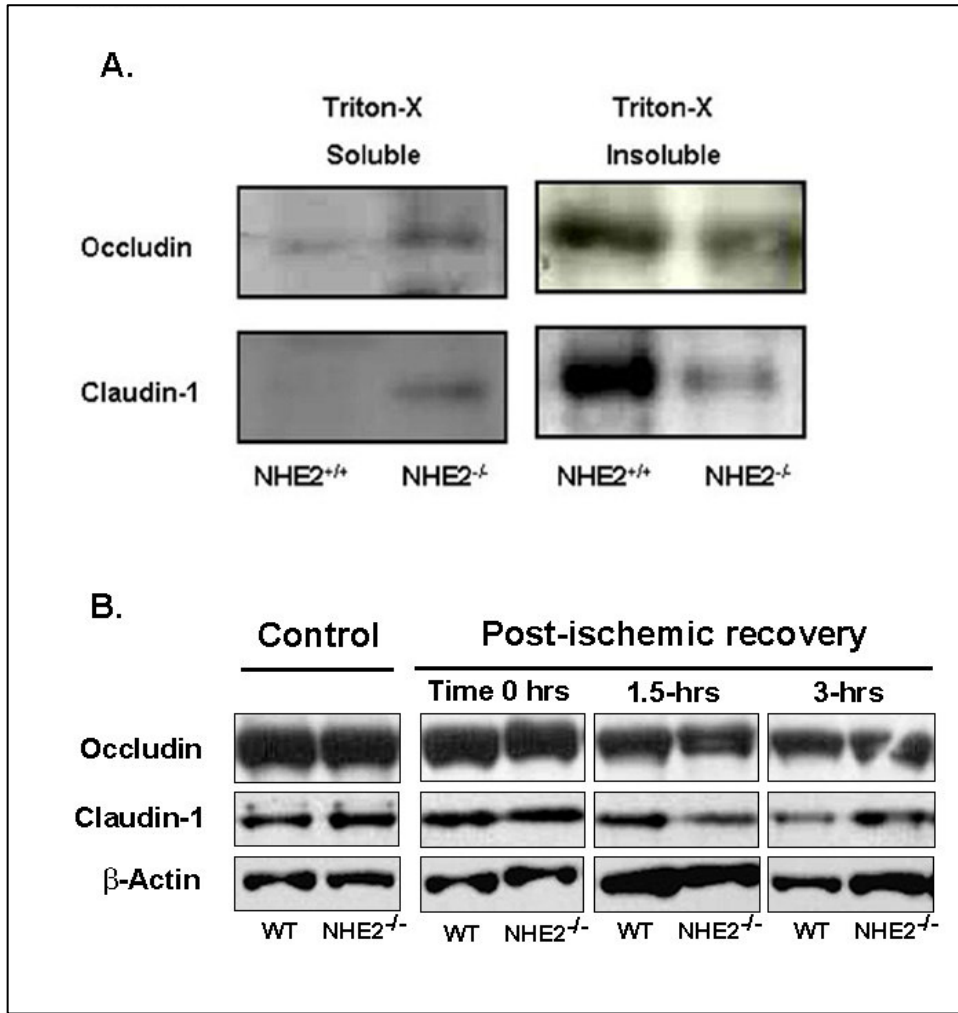 A.
Triton-X Triton-X
Soluble Insoluble
Occludin
Claudin-1
NHE2+/+ NHE2-/- NHE2+/+ NHE2-/-
B.
Control Post-ischemic recovery
Time 0 hrs 1.5-hrs 3-hrs
Occludin
Claudin-1
β-Actin
WT NHE2-/- WT NHE2-/- WT NHE2-/- WT NHE2-/-